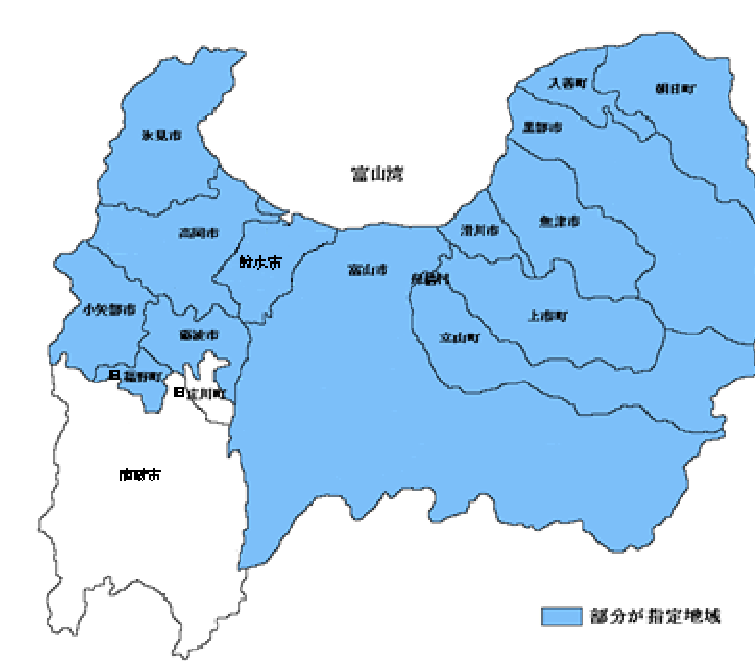 入善町
朝日町
黒部市
氷見市
富山湾
魚津市
高岡市
滑川市
射水市
富山市
舟橋村
小矢部市
上市町
砺波市
立山町
旧福野町
旧庄川町
南砺市
部分が指定地域